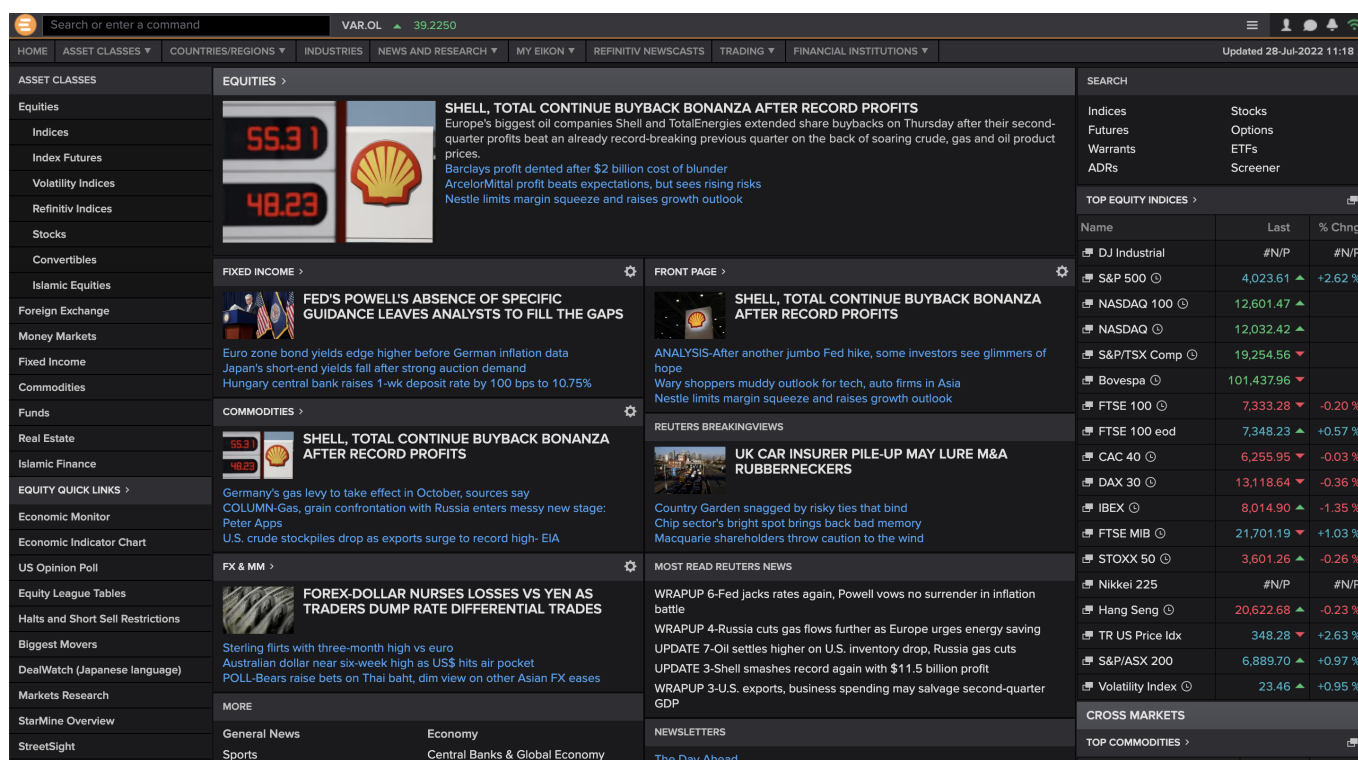 Search or enter a command
VAR.OL 39.2250
HOME ASSET CLASSES ▼ COUNTRIES/REGIONS ▼ INDUSTRIES NEWS AND RESEARCH ▼ MY EIKON ▼ REFINITIV NEWSCASTS TRADING ▼ FINANCIAL INSTITUTIONS ▼ Updated 28-Jul-2022 11:18
ASSET CLASSES
Equities
Indices
Index Futures
Volatility Indices
Refinitiv Indices
Stocks
Convertibles
Islamic Equities
Foreign Exchange
Money Markets
Fixed Income
Commodities
Funds
Real Estate
Islamic Finance
EQUITY QUICK LINKS >
Economic Monitor
Economic Indicator Chart
US Opinion Poll
Equity League Tables
Halts and Short Sell Restrictions
Biggest Movers
DealWatch (Japanese language)
Markets Research
StarMine Overview
StreetSight
EQUITIES >
55.31
48.23
SHELL, TOTAL CONTINUE BUYBACK BONANZA AFTER RECORD PROFITS
Europe's biggest oil companies Shell and TotalEnergies extended share buybacks on Thursday after their second-
quarter profits beat an already record-breaking previous quarter on the back of soaring crude, gas and oil product
prices.
Barclays profit dented after $2 billion cost of blunder
ArcelorMittal profit beats expectations, but sees rising risks
Nestle limits margin squeeze and raises growth outlook
FIXED INCOME >
FED'S POWELL'S ABSENCE OF SPECIFIC
GUIDANCE LEAVES ANALYSTS TO FILL THE GAPS
Euro zone bond yields edge higher before German inflation data
Japan's short-end yields fall after strong auction demand
Hungary central bank raises 1-wk deposit rate by 100 bps to 10.75%
COMMODITIES >
55.31
48.23
SHELL, TOTAL CONTINUE BUYBACK BONANZA
AFTER RECORD PROFITS
Germany's gas levy to take effect in October, sources say
COLUMN-Gas, grain confrontation with Russia enters messy new stage:
Peter Apps
U.S. crude stockpiles drop as exports surge to record high- EIA
FX & MM >
FOREX-DOLLAR NURSES LOSSES VS YEN AS
TRADERS DUMP RATE DIFFERENTIAL TRADES
Sterling flirts with three-month high vs euro
Australian dollar near six-week high as US$ hits air pocket
POLL-Bears raise bets on Thai baht, dim view on other Asian FX eases
MORE
General News Economy
Sports Central Banks & Global Economy
FRONT PAGE >
SHELL, TOTAL CONTINUE BUYBACK BONANZA
AFTER RECORD PROFITS
ANALYSIS-After another jumbo Fed hike, some investors see glimmers of
hope
Wary shoppers muddy outlook for tech, auto firms in Asia
Nestle limits margin squeeze and raises growth outlook
REUTERS BREAKINGVIEWS
UK CAR INSURER PILE-UP MAY LURE M&A
RUBBERNECKERS
Country Garden snagged by risky ties that bind
Chip sector's bright spot brings back bad memory
Macquarie shareholders throw caution to the wind
MOST READ REUTERS NEWS
WRAPUP 6-Fed jacks rates again, Powell vows no surrender in inflation
battle
WRAPUP 4-Russia cuts gas flows further as Europe urges energy saving
UPDATE 7-Oil settles higher on U.S. inventory drop, Russia gas cuts
UPDATE 3-Shell smashes record again with $11.5 billion profit
WRAPUP 3-U.S. exports, business spending may salvage second-quarter
GDP
NEWSLETTERS
The Day Ahead
SEARCH
Indices Stocks
Futures Options
Warrants ETFs
ADRs Screener
TOP EQUITY INDICES >
Name Last % Chng
DJ Industrial #N/P #N/P
S&P 500 4,023.61 +2.62 %
NASDAQ 100 12,601.47
NASDAQ 12,032.42
S&P/TSX Comp 19,254.56
Bovespa 101,437.96
FTSE 100 7,333.28 -0.20 %
FTSE 100 eod 7,348.23 +0.57 %
CAC 40 6,255.95 -0.03 %
DAX 30 13,118.64 -0.36 %
IBEX 8,014.90 -1.35 %
FTSE MIB 21,701.19 +1.03 %
STOXX 50 3,601.26 -0.26 %
Nikkei 225 #N/P #N/P
Hang Seng 20,622.68 -0.23 %
TR US Price Idx 348.28 +2.63 %
S&P/ASX 200 6,889.70 +0.97 %
Volatility Index 23.46 +0.95 %
CROSS MARKETS
TOP COMMODITIES >